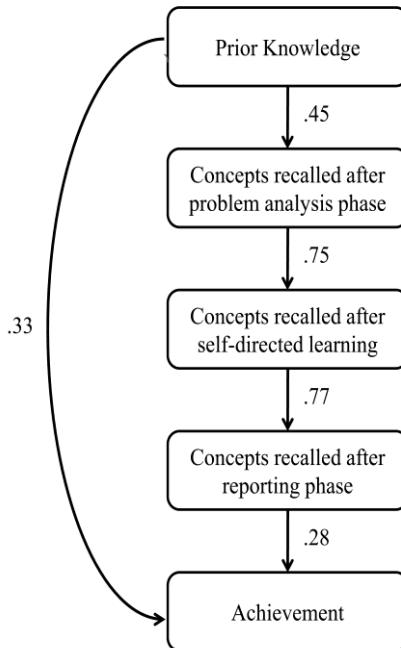 Prior Knowledge
.45
Concepts recalled after
problem analysis phase
.75
Concepts recalled after
self-directed learning
.33
.77
Concepts recalled after
reporting phase
.28
Achievement